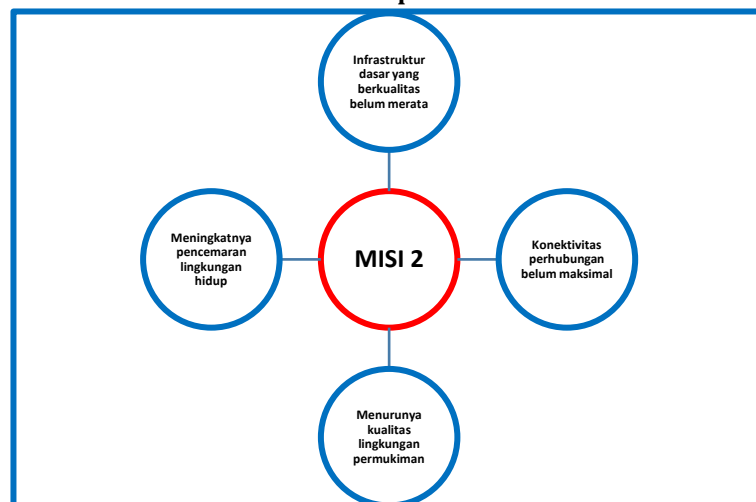 Infrastruktur
dasar yang
berkualitas
belum merata
Meningkatnya
pencemaran
lingkungan
hidup
MISI 2
Konektivitas
perhubungan
belum maksimal
Menurunya
kualitas
lingkungan
permukiman